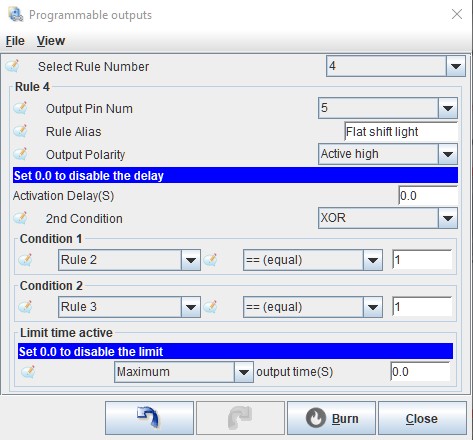 Programmable outputs
File View
Select Rule Number 4
Rule 4
Output Pin Num 5
Rule Alias Flat shift light
Output Polarity Active high
Set 0.0 to disable the delay
Activation Delay(S) 0.0
2nd Condition XOR
Condition 1
Rule 2 == (equal) 1
Condition 2
Rule 3 == (equal) 1
Limit time active
Set 0.0 to disable the limit
Maximum output time(S) 0.0
Burn Close